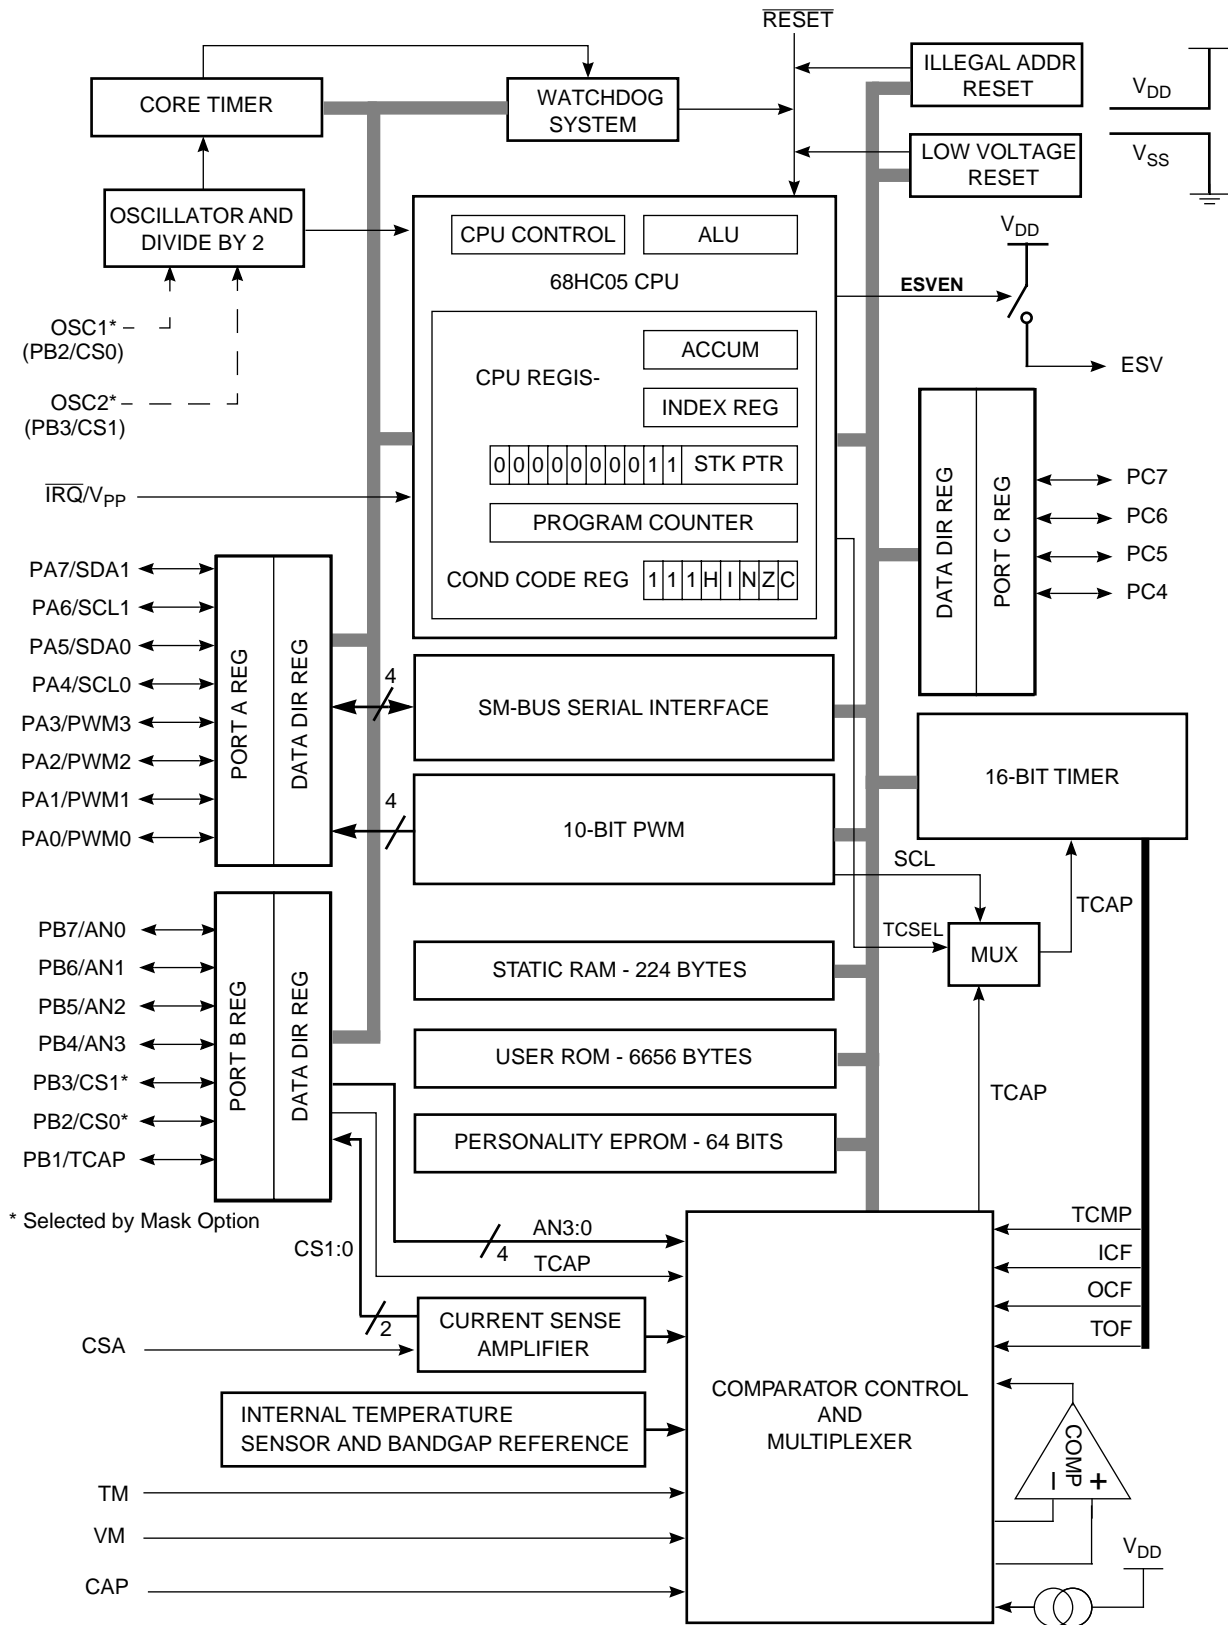 RESET
CORE TIMER
WATCHDOG
SYSTEM
ILLEGAL ADDR
RESET
VDD
LOW VOLTAGE
RESET
VSS
OSCILLATOR AND
DIVIDE BY 2
CPU CONTROL
ALU
VDD
68HC05 CPU
ESVEN
OSC1*
(PB2/CS0)
ACCUM
CPU REGIS-
ESV
OSC2*
(PB3/CS1)
INDEX REG
0 0 0 0 0 0 0 0 1 1 STK PTR
IRQ/VPP
PROGRAM COUNTER
COND CODE REG 1 1 1 H I N Z C
DATA DIR REG
PORT C REG
PC7
PC6
PC5
PC4
PA7/SDA1
PA6/SCL1
PA5/SDA0
PA4/SCL0
PA3/PWM3
PA2/PWM2
PA1/PWM1
PA0/PWM0
PORT A REG
DATA DIR REG
4
SM-BUS SERIAL INTERFACE
16-BIT TIMER
4
10-BIT PWM
SCL
TCAP
TCSEL
MUX
PB7/AN0
PB6/AN1
PB5/AN2
PB4/AN3
PB3/CS1*
PB2/CS0*
PB1/TCAP
PORT B REG
DATA DIR REG
STATIC RAM - 224 BYTES
USER ROM - 6656 BYTES
TCAP
PERSONALITY EPROM - 64 BITS
* Selected by Mask Option
CS1:0
AN3:0
4
TCAP
TCMP
ICF
OCF
TOF
2
CURRENT SENSE
AMPLIFIER
CSA
COMPARATOR CONTROL
AND
MULTIPLEXER
INTERNAL TEMPERATURE
SENSOR AND BANDGAP REFERENCE
COMP
– +
TM
VM
VDD
CAP